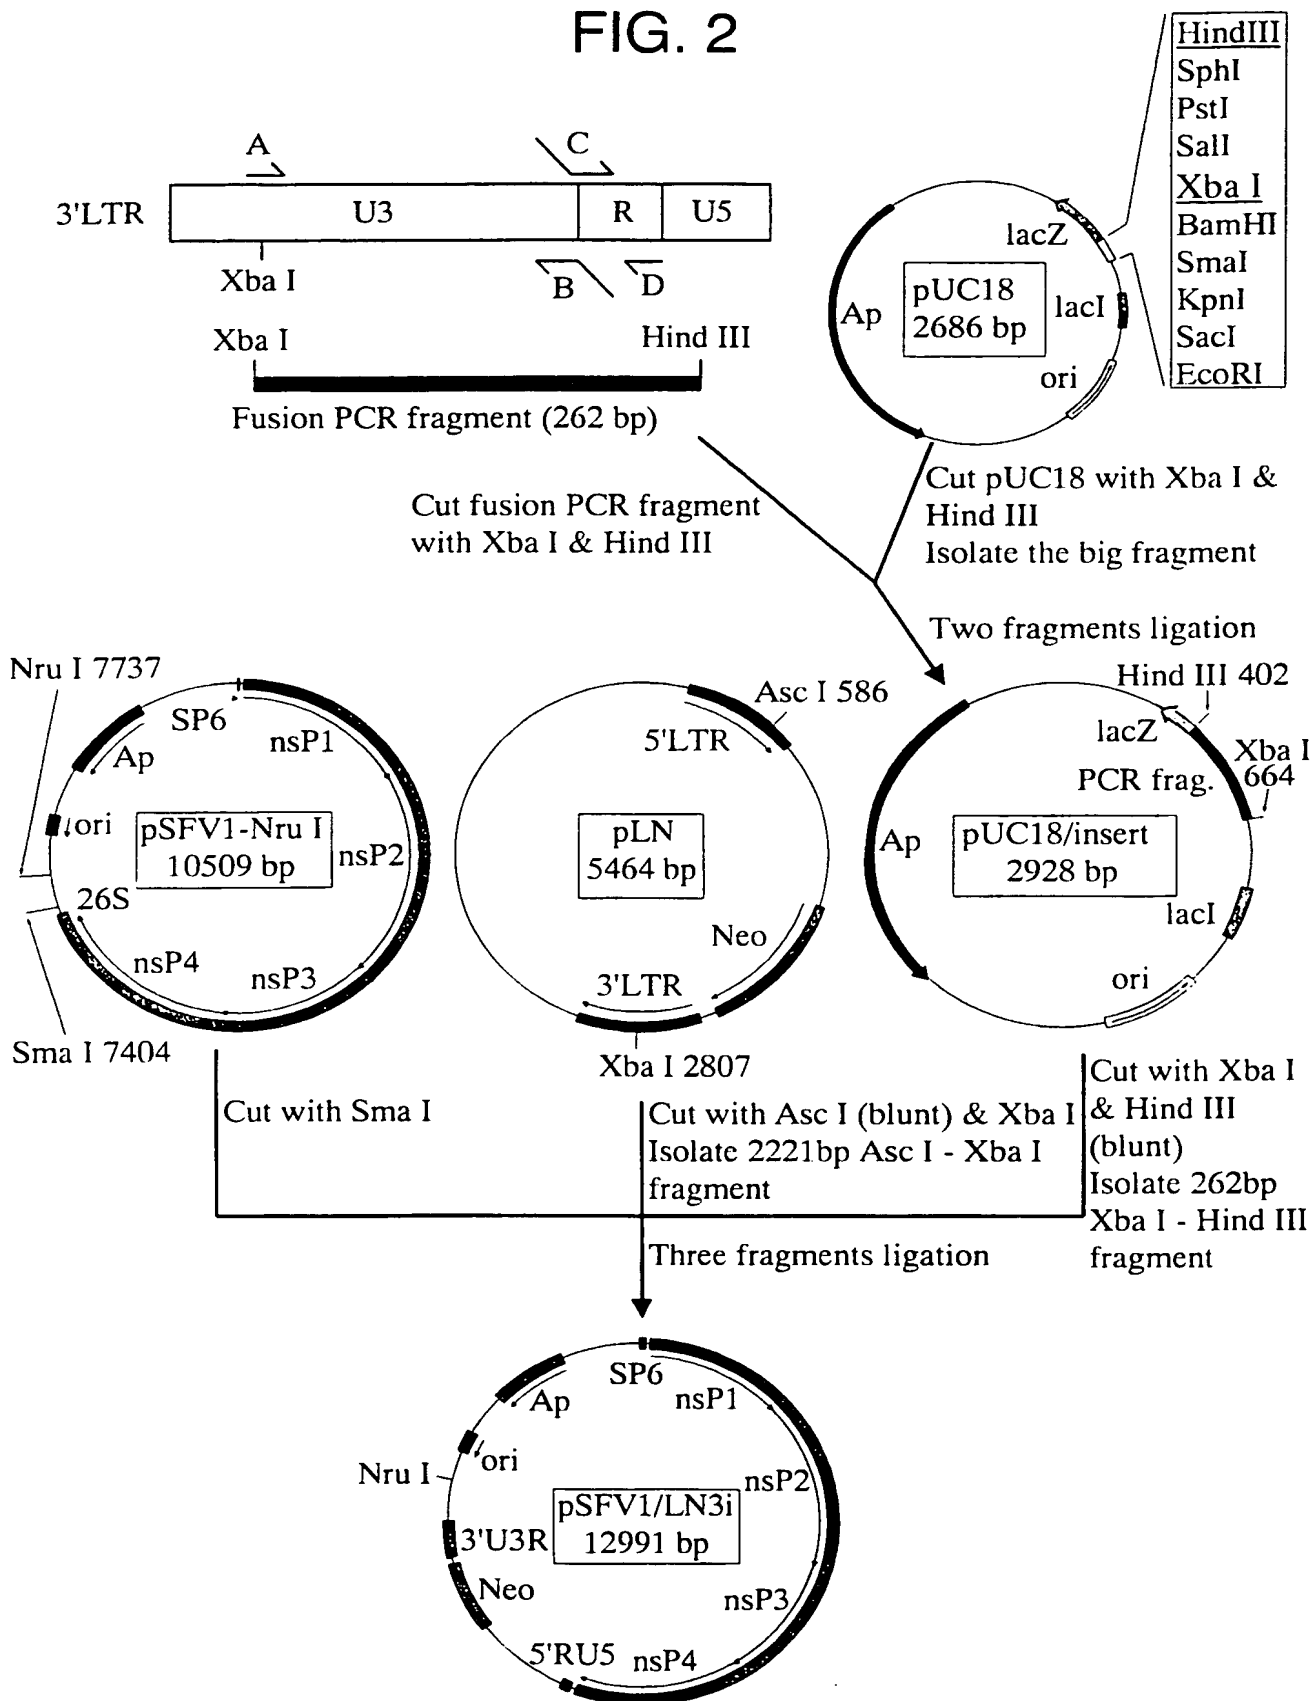 FIG. 2
HindIII
SphI
PstI
SalI
Xba I
BamHI
SmaI
KpnI
SacI
EcoRI
A
C
3'LTR
U3
R
U5
Xba I
B
D
Xba I
Hind III
Fusion PCR fragment (262 bp)
lacZ
pUC18
2686 bp
Ap
lacI
ori
Cut fusion PCR fragment
with Xba I & Hind III
Cut pUC18 with Xba I &
Hind III
Isolate the big fragment
Two fragments ligation
Nru I 7737
SP6
nsP1
Ap
ori
pSFV1-Nru I
10509 bp
nsP2
26S
nsP4
nsP3
Sma I 7404
Asc I 586
5'LTR
pLN
5464 bp
Neo
3'LTR
Xba I 2807
Hind III 402
lacZ
Xba I
664
PCR frag.
Ap
pUC18/insert
2928 bp
lacI
ori
Cut with Sma I
Cut with Asc I (blunt) & Xba I
Isolate 2221bp Asc I - Xba I
fragment
Cut with Xba I
& Hind III
(blunt)
Isolate 262bp
Xba I - Hind III
fragment
Three fragments ligation
SP6
nsP1
Ap
ori
Nru I
nsP2
pSFV1/LN3i
12991 bp
3'U3R
Neo
nsP3
5'RU5
nsP4